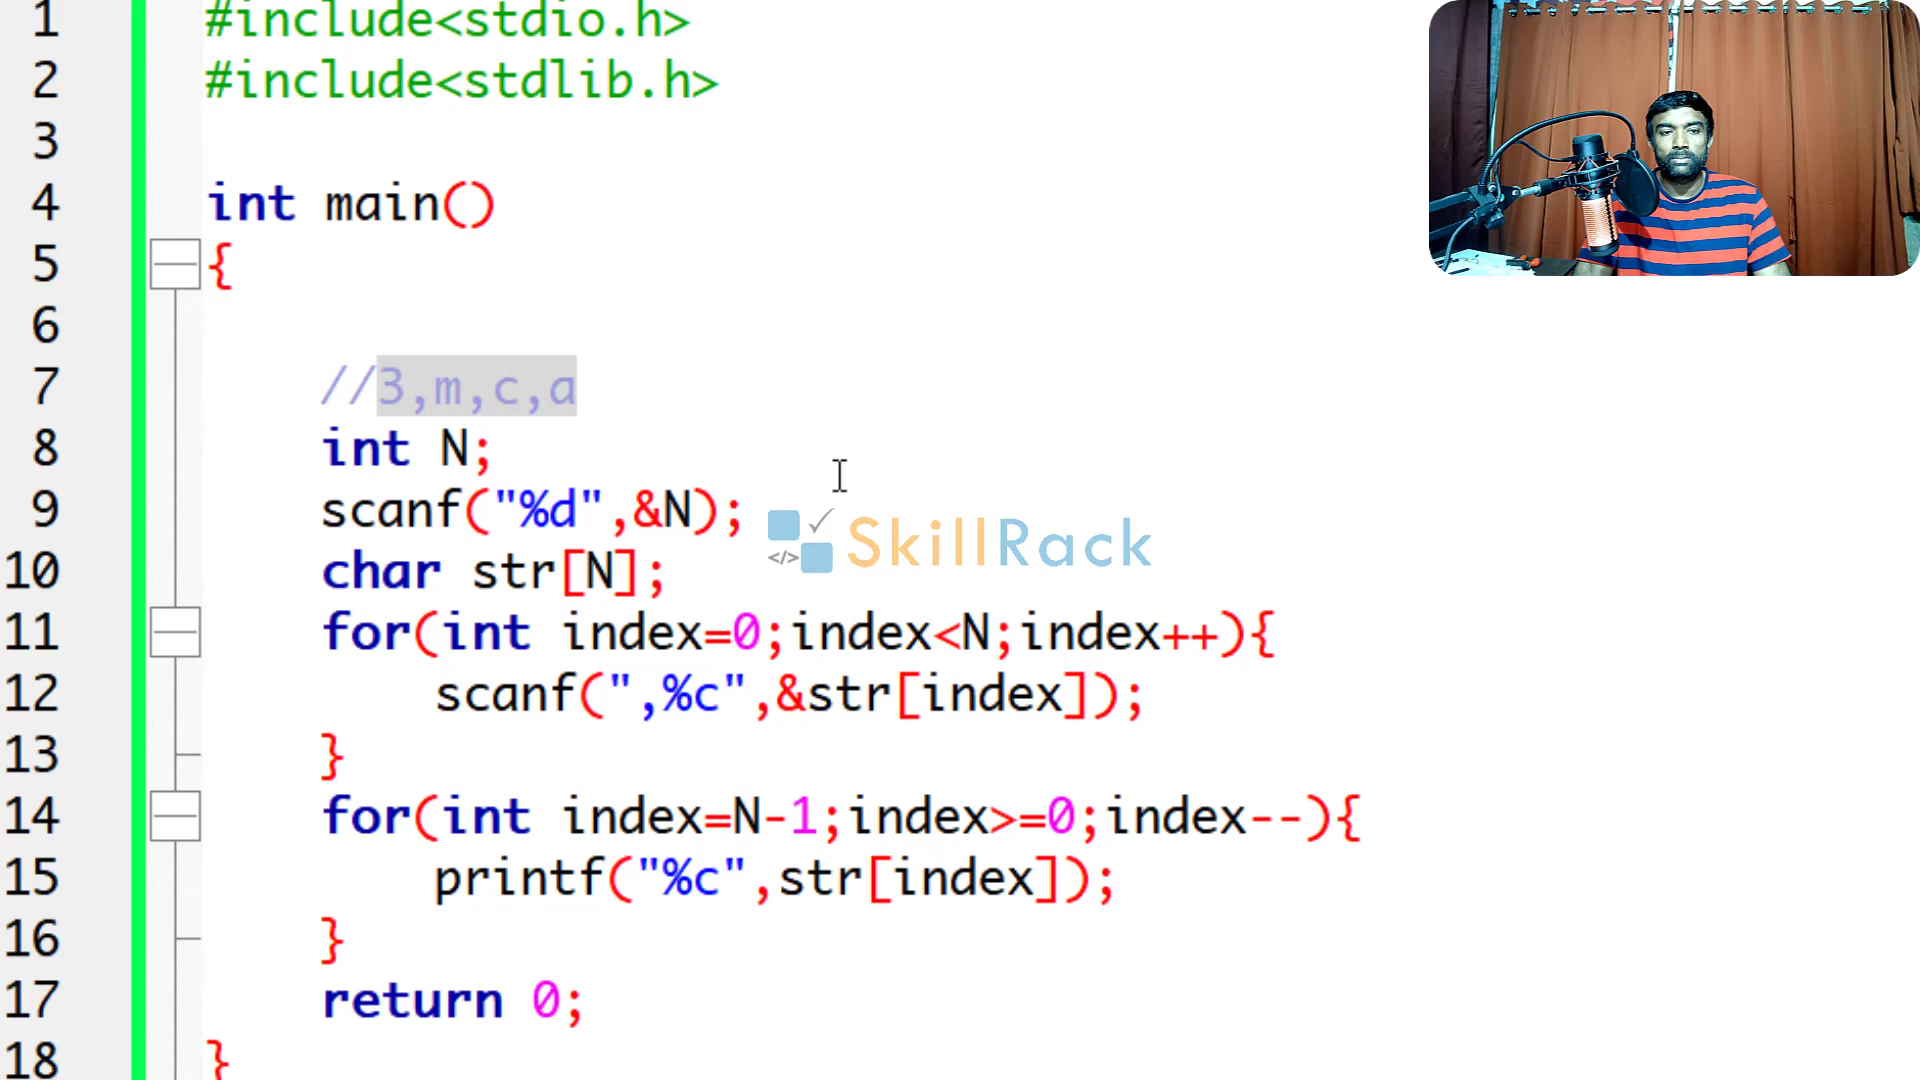 1 #include<stdio.h>
2 #include<stdlib.h>
3
4 int main()
5 {
6
7 //3,m,c,a
8 int N;
9 scanf("%d",&N);
10 char str[N];
11 for(int index=0;index<N;index++){
12 scanf(",%c",&str[index]);
13 }
14 for(int index=N-1;index>=0;index--){
15 printf("%c",str[index]);
16 }
17 return 0;
18 }
</> SkillRack